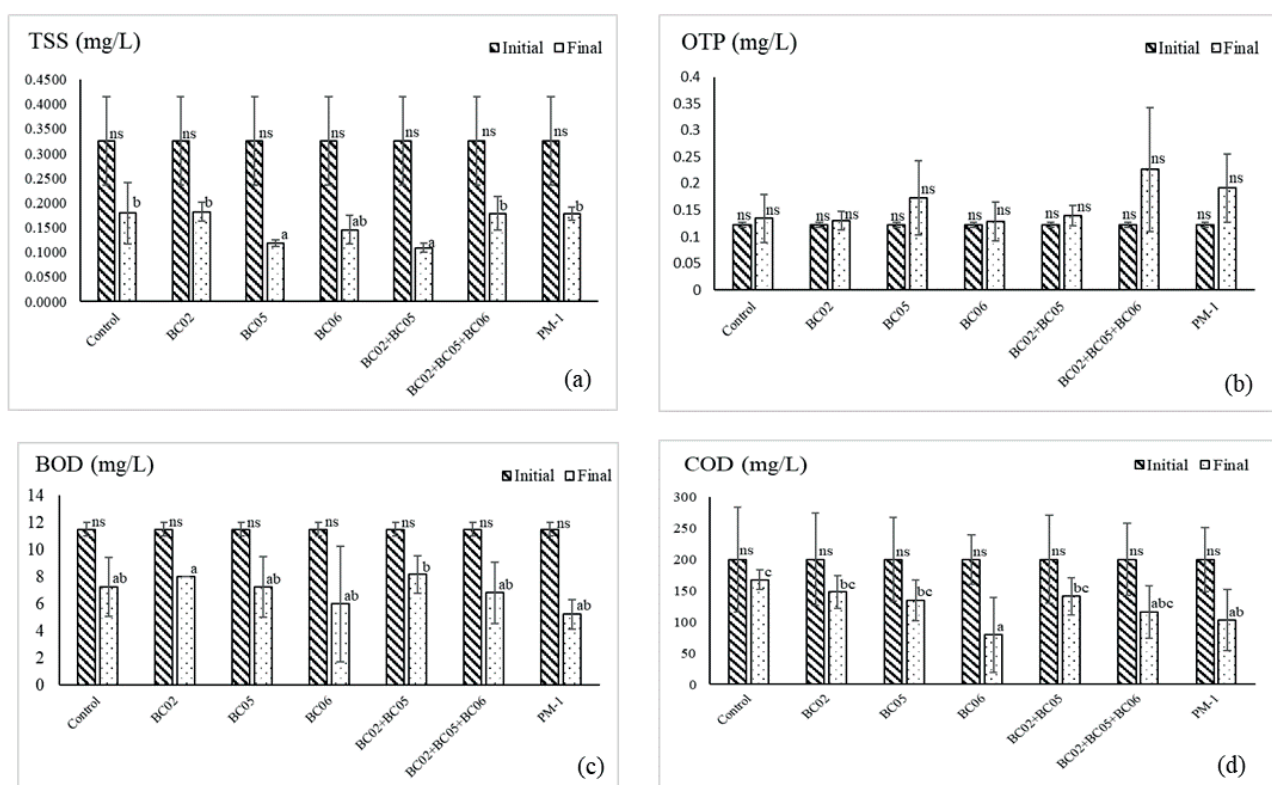 TSS (mg/L)
Initial Final
0.4500
0.4000
0.3500
0.3000
0.2500
0.2000
0.1500
0.1000
0.0500
0.0000
ns ns ns ns ns ns ns
b b a ab a b b
Control BC02 BC05 BC06 BC02+BC05 BC02+BC05+BC06 PM-1
(a)
OTP (mg/L)
Initial Final
0.4
0.35
0.3
0.25
0.2
0.15
0.1
0.05
0
ns ns ns ns ns ns ns ns ns ns ns ns ns ns
Control BC02 BC05 BC06 BC02+BC05 BC02+BC05+BC06 PM-1
(b)
BOD (mg/L)
Initial Final
14
12
10
8
6
4
2
0
ns ns ns ns ns ns ns
ab a ab ab b ab ab
Control BC02 BC05 BC06 BC02+BC05 BC02+BC05+BC06 PM-1
(c)
COD (mg/L)
Initial Final
300
250
200
150
100
50
0
ns ns ns ns ns ns ns
c bc bc a bc abc ab
Control BC02 BC05 BC06 BC02+BC05 BC02+BC05+BC06 PM-1
(d)